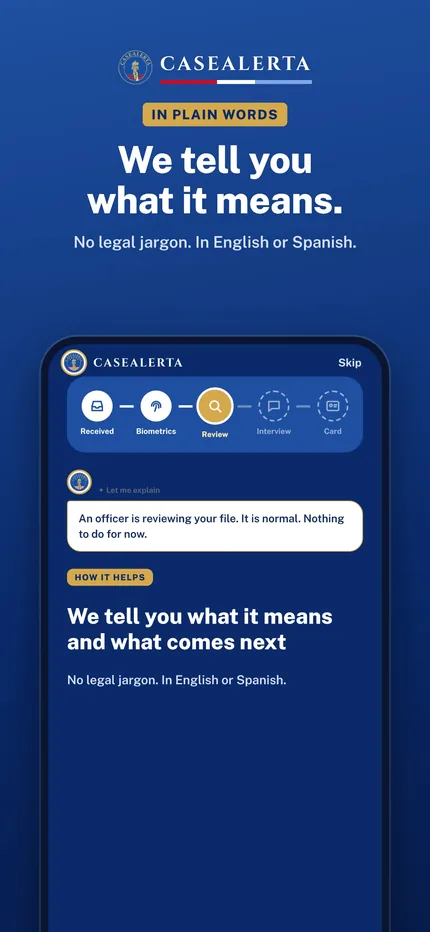 CASEALERTA
CASEALERTA
IN PLAIN WORDS
We tell you
what it means.
No legal jargon. In English or Spanish.
CASEALERTA
Skip
Received
Biometrics
Review
Interview
Card
+ Let me explain
An officer is reviewing your file. It is normal. Nothing
to do for now.
HOW IT HELPS
We tell you what it means
and what comes next
No legal jargon. In English or Spanish.